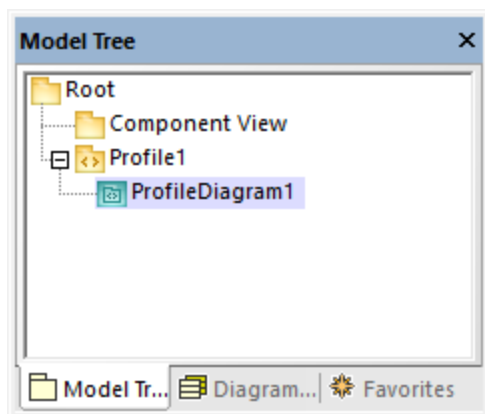 Model Tree
Root
Component View
Profile1
ProfileDiagram1
Model Tr... Diagram... Favorites